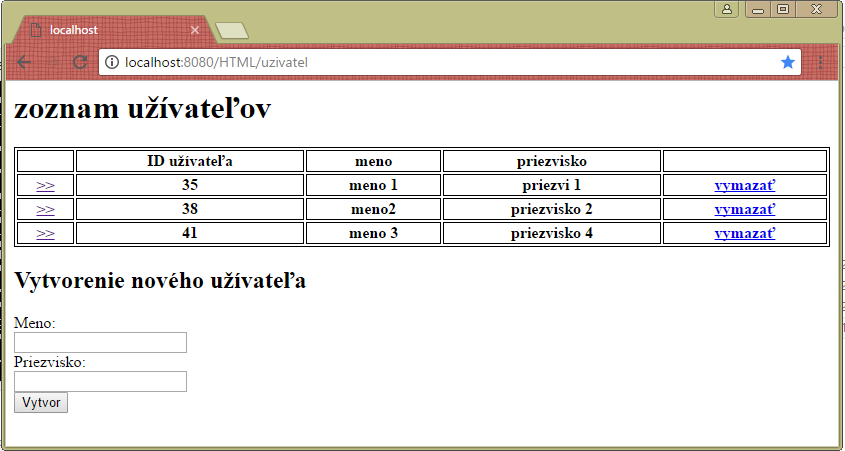 localhost
localhost:8080/HTML/uzivatel
zoznam užívateľov
ID užívateľa meno priezvisko
>> 35 meno 1 priezvi 1 vymazať
>> 38 meno2 priezvisko 2 vymazať
>> 41 meno 3 priezvisko 4 vymazať
Vytvorenie nového užívateľa
Meno:
Priezvisko:
Vytvor